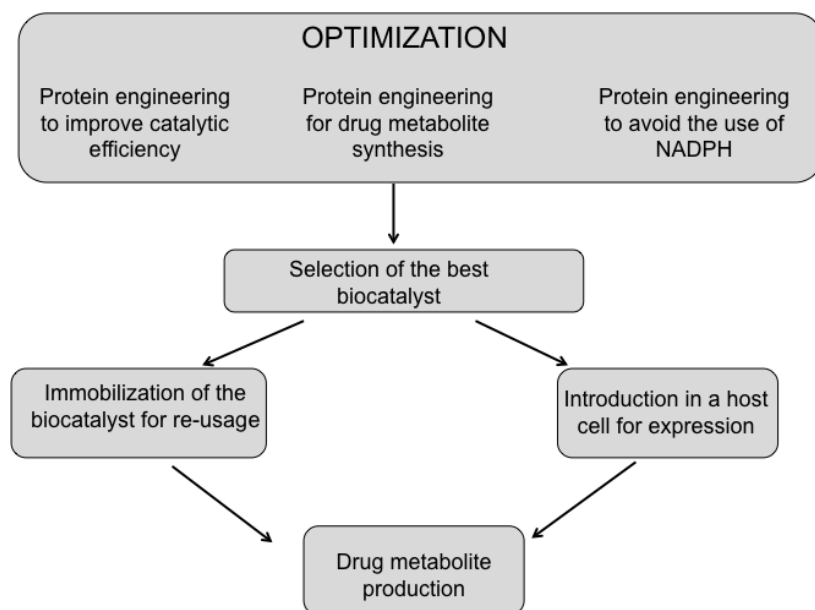 OPTIMIZATION
Protein engineering
to improve catalytic
efficiency
Protein engineering
for drug metabolite
synthesis
Protein engineering
to avoid the use of
NADPH
Selection of the best
biocatalyst
Immobilization of the
biocatalyst for re-usage
Introduction in a host
cell for expression
Drug metabolite
production